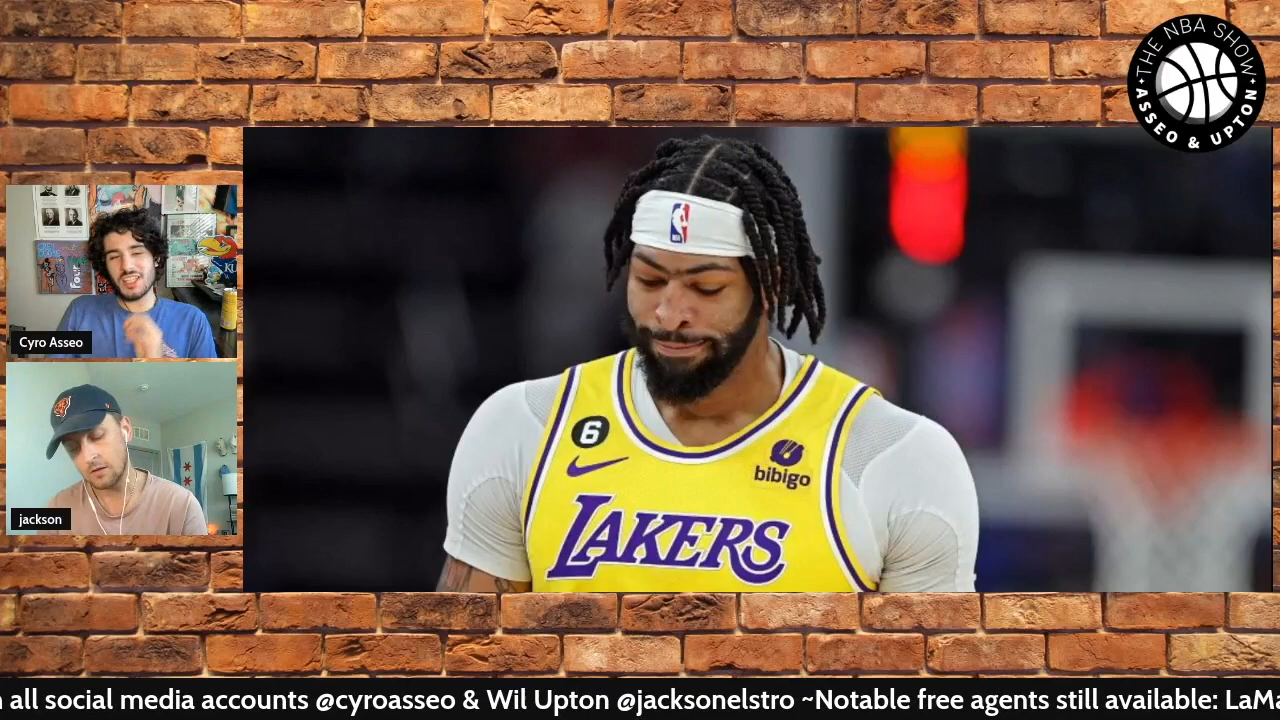 THE NBA SHOW
ASSEO & UPTON
Cyro Asseo
jackson
KU
6
bibigo
LAKERS
all social media accounts @cyroasseo & Wil Upton @jacksonelstro ~Notable free agents still available: